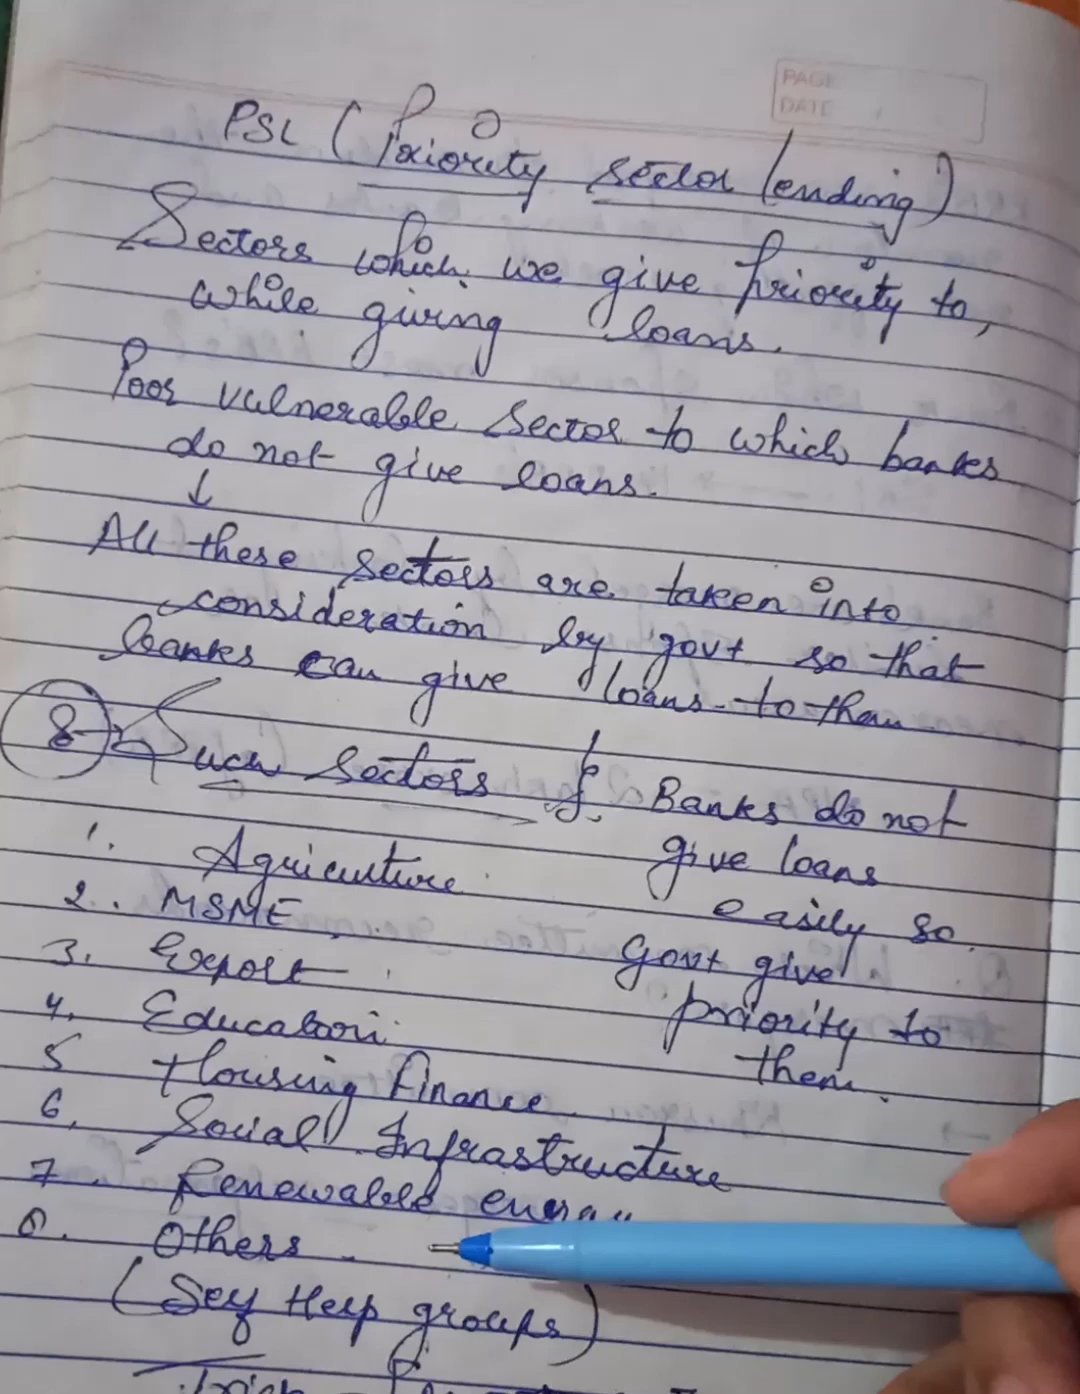 PAGE
DATE
PSL (Priority sector lending)
Sectors which we give priority to,
while giving loans.
Poor vulnerable sector to which banks
do not give loans.
↓
All these sectors are taken into
consideration by govt so that
banks can give loans to them
8 Such sectors
Banks do not
give loans
easily so
Govt give
priority to
them.
1. Agriculture
2. MSME
3. Export
4. Education
5 Housing finance
6. Social Infrastructure
7. Renewable energy
8. Others.
(Self Help groups)